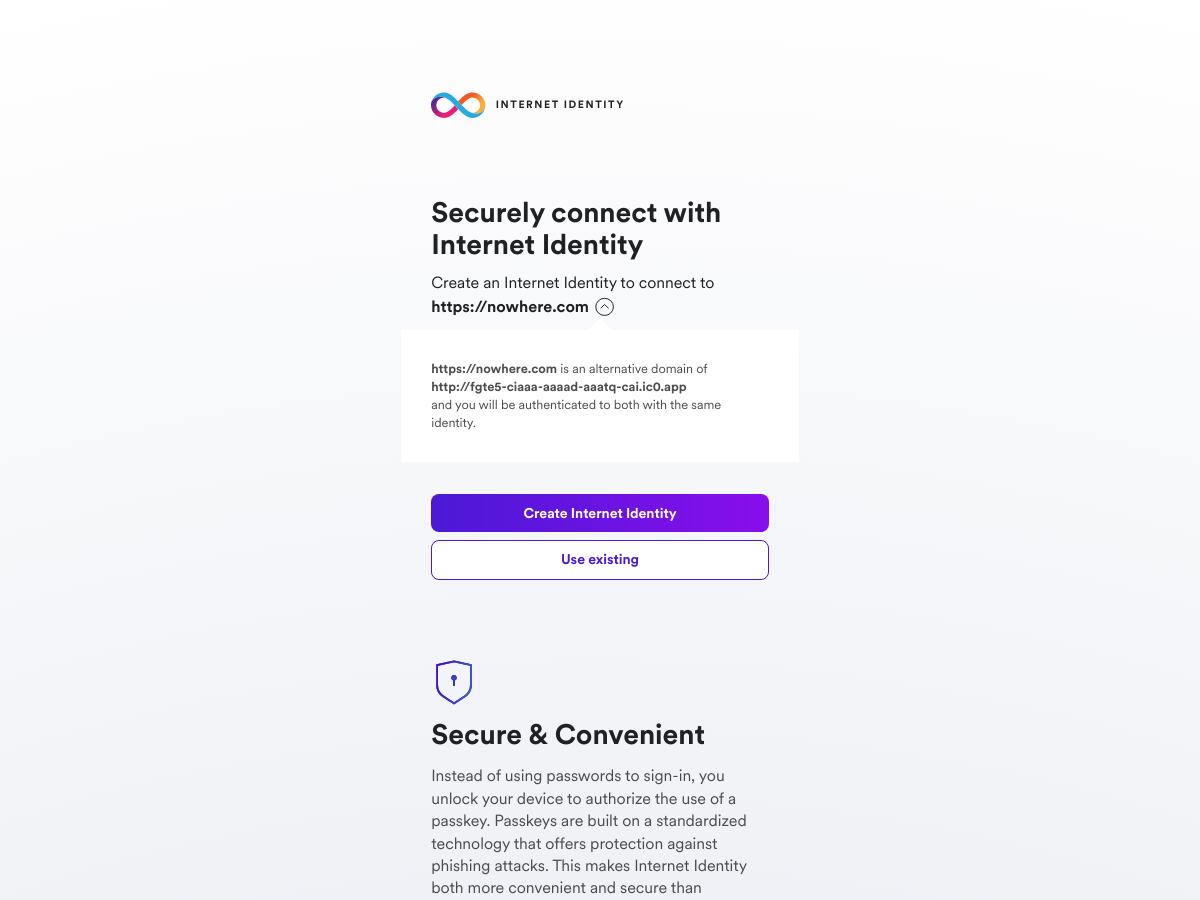 INTERNET IDENTITY
Securely connect with
Internet Identity
Create an Internet Identity to connect to
https://nowhere.com
https://nowhere.com is an alternative domain of
http://fgte5-ciaaa-aaaad-aaatq-cai.ic0.app
and you will be authenticated to both with the same
identity.
Create Internet Identity
Use existing
Secure & Convenient
Instead of using passwords to sign-in, you
unlock your device to authorize the use of a
passkey. Passkeys are built on a standardized
technology that offers protection against
phishing attacks. This makes Internet Identity
both more convenient and secure than